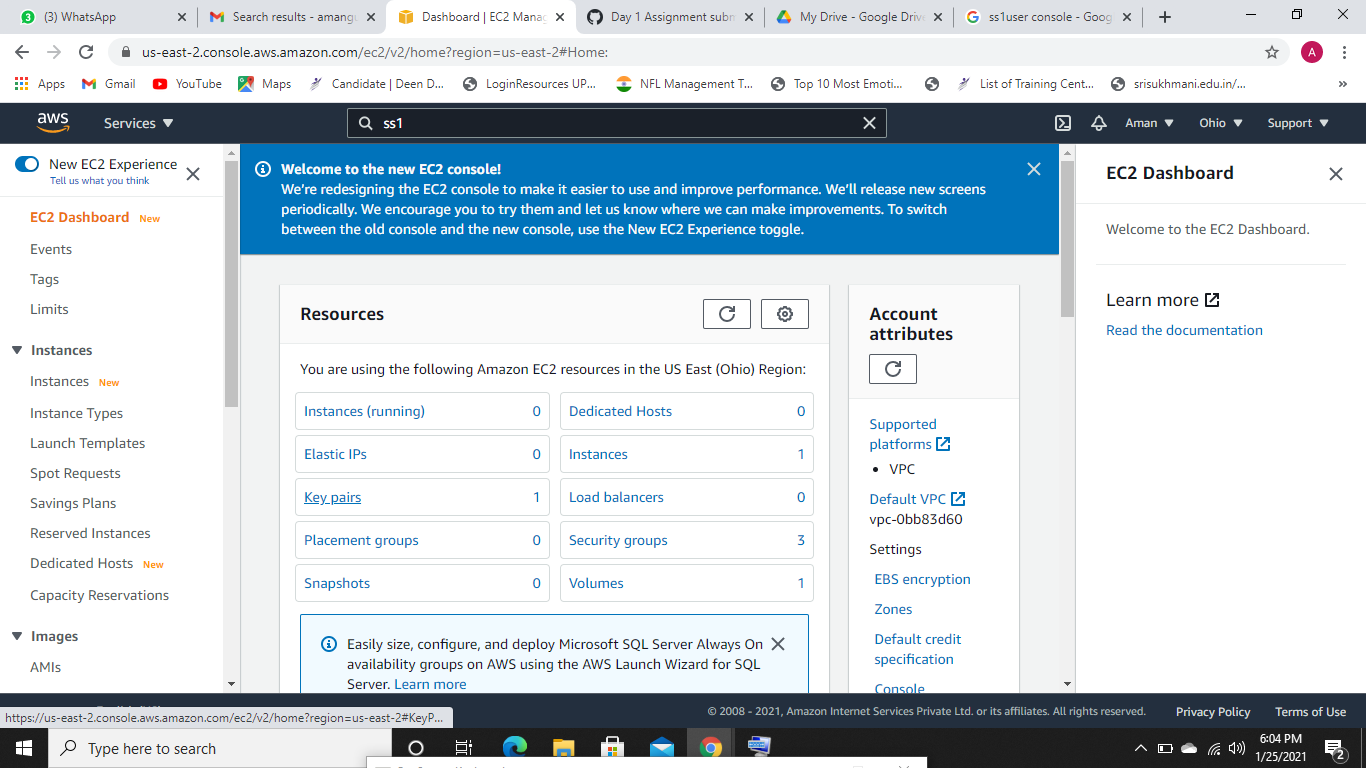 (3) WhatsApp
Search results - amangu
Dashboard | EC2 Manag
Day 1 Assignment subm
My Drive - Google Drive
ss1user console - Goog
us-east-2.console.aws.amazon.com/ec2/v2/home?region=us-east-2#Home:
A
Apps
Gmail
YouTube
Maps
Candidate | Deen D...
LoginResources UP...
NFL Management T...
Top 10 Most Emoti...
List of Training Cent...
srisukhmani.edu.in/...
aws
Services
ss1
Aman
Ohio
Support
New EC2 Experience
Tell us what you think
EC2 Dashboard New
Events
Tags
Limits
Instances
Instances New
Instance Types
Launch Templates
Spot Requests
Savings Plans
Reserved Instances
Dedicated Hosts New
Capacity Reservations
Images
AMIs
Welcome to the new EC2 console!
We're redesigning the EC2 console to make it easier to use and improve performance. We'll release new screens
periodically. We encourage you to try them and let us know where we can make improvements. To switch
between the old console and the new console, use the New EC2 Experience toggle.
Resources
You are using the following Amazon EC2 resources in the US East (Ohio) Region:
Instances (running) 0
Dedicated Hosts 0
Elastic IPs 0
Instances 1
Key pairs 1
Load balancers 0
Placement groups 0
Security groups 3
Snapshots 0
Volumes 1
Easily size, configure, and deploy Microsoft SQL Server Always On
availability groups on AWS using the AWS Launch Wizard for SQL
Server. Learn more
Account
attributes
Supported
platforms
• VPC
Default VPC
vpc-0bb83d60
Settings
EBS encryption
Zones
Default credit
specification
Console
EC2 Dashboard
Welcome to the EC2 Dashboard.
Learn more
Read the documentation
https://us-east-2.console.aws.amazon.com/ec2/v2/home?region=us-east-2#KeyP...
© 2008 - 2021, Amazon Internet Services Private Ltd. or its affiliates. All rights reserved.
Privacy Policy
Terms of Use
Type here to search
6:04 PM
1/25/2021
2